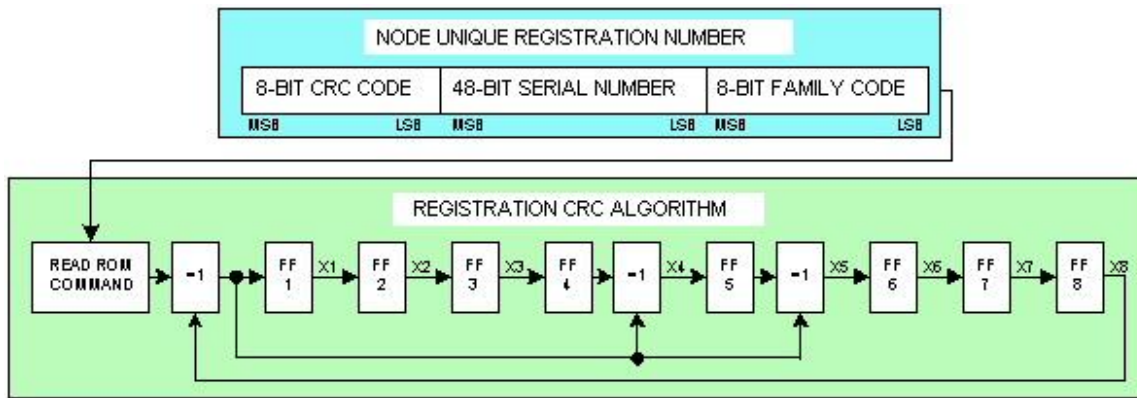 NODE UNIQUE REGISTRATION NUMBER
8-BIT CRC CODE 48-BIT SERIAL NUMBER 8-BIT FAMILY CODE
MSB LSB MSB LSB MSB LSB
REGISTRATION CRC ALGORITHM
READ ROM
COMMAND
=1
FF
1
X1
FF
2
X2
FF
3
X3
FF
4
=1
X4
FF
5
=1
X5
FF
6
X6
FF
7
X7
FF
8
X8